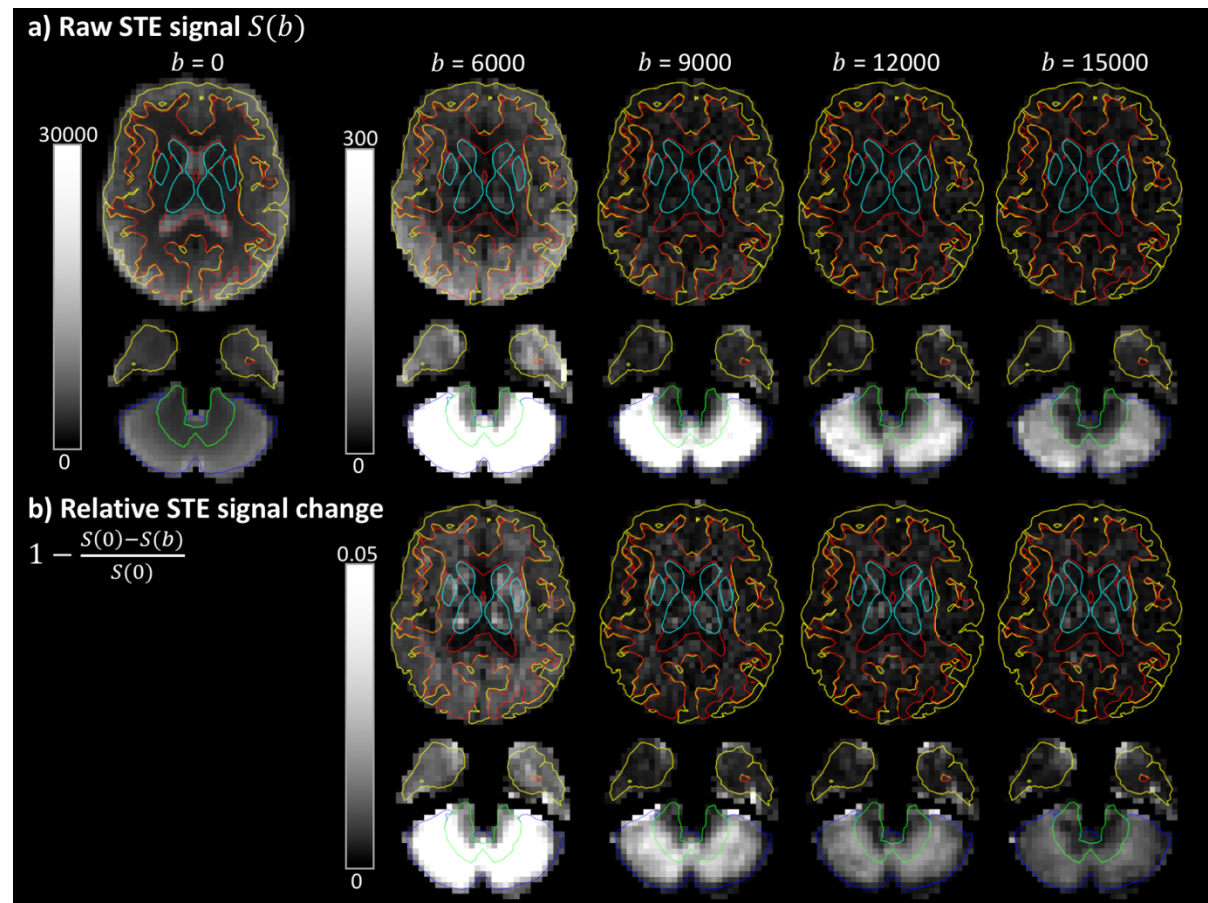 a) Raw STE signal S(b)
b = 0
b = 6000
b = 9000
b = 12000
b = 15000
30000
0
300
0
b) Relative STE signal change
1 − (S(0)−S(b))/S(0)
0.05
0